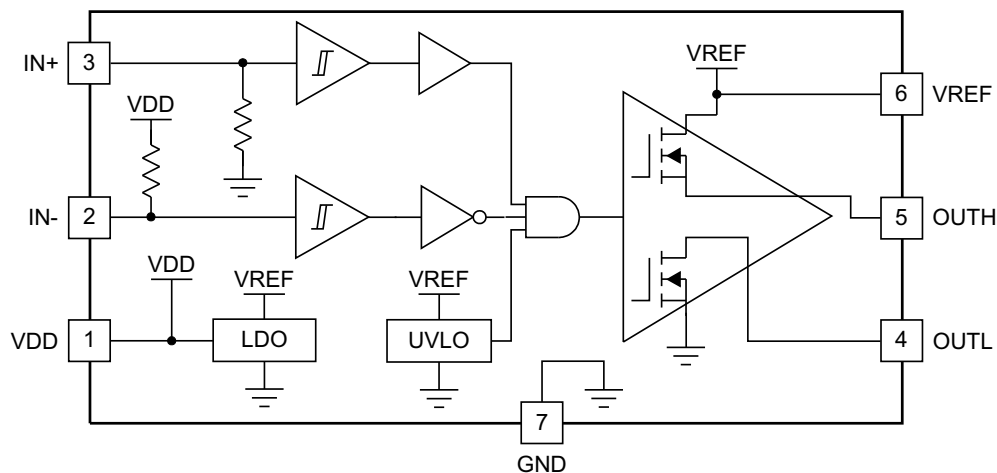 IN+
3
VREF
6
VREF
VDD
IN-
2
5
OUTH
VDD
VREF
VREF
VDD
1
LDO
UVLO
4
OUTL
7
GND